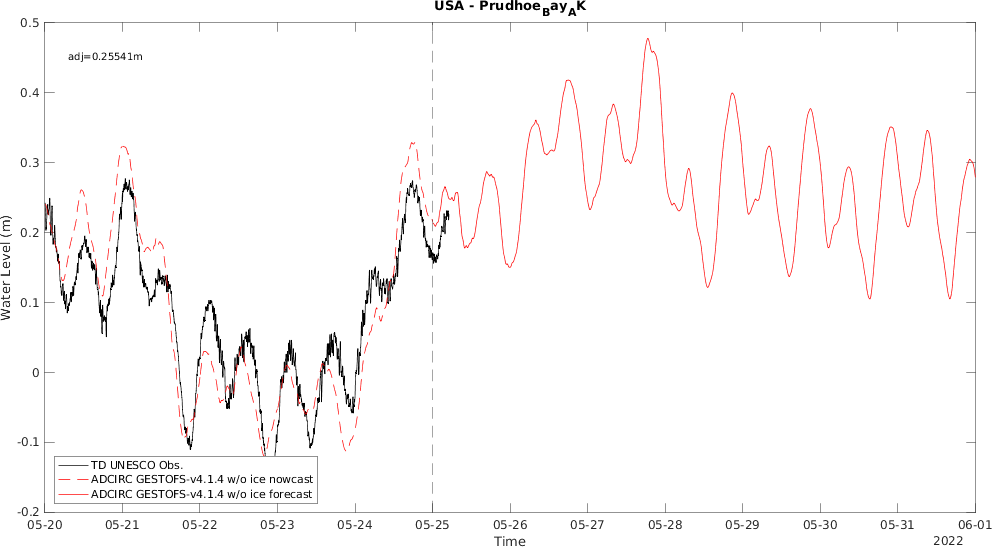 USA - PrudhoeBayAK
adj=0.25541m
0.5
0.4
0.3
0.2
0.1
0
-0.1
-0.2
Water Level (m)
TD UNESCO Obs.
ADCIRC GESTOFS-v4.1.4 w/o ice nowcast
ADCIRC GESTOFS-v4.1.4 w/o ice forecast
05-20 05-21 05-22 05-23 05-24 05-25 05-26 05-27 05-28 05-29 05-30 05-31 06-01
Time
2022